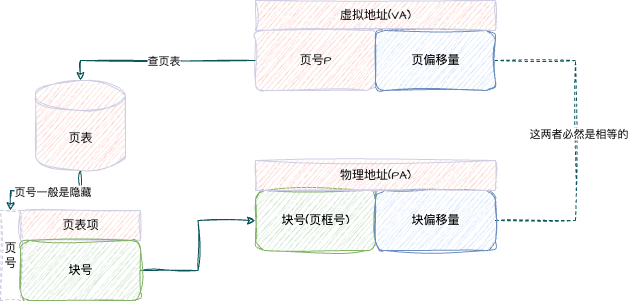 虚拟地址(VA)
页号P
页偏移量
查页表
页表
这两者必然是相等的
物理地址(PA)
页号一般是隐藏
块号(页框号)
块偏移量
页表项
页号
块号